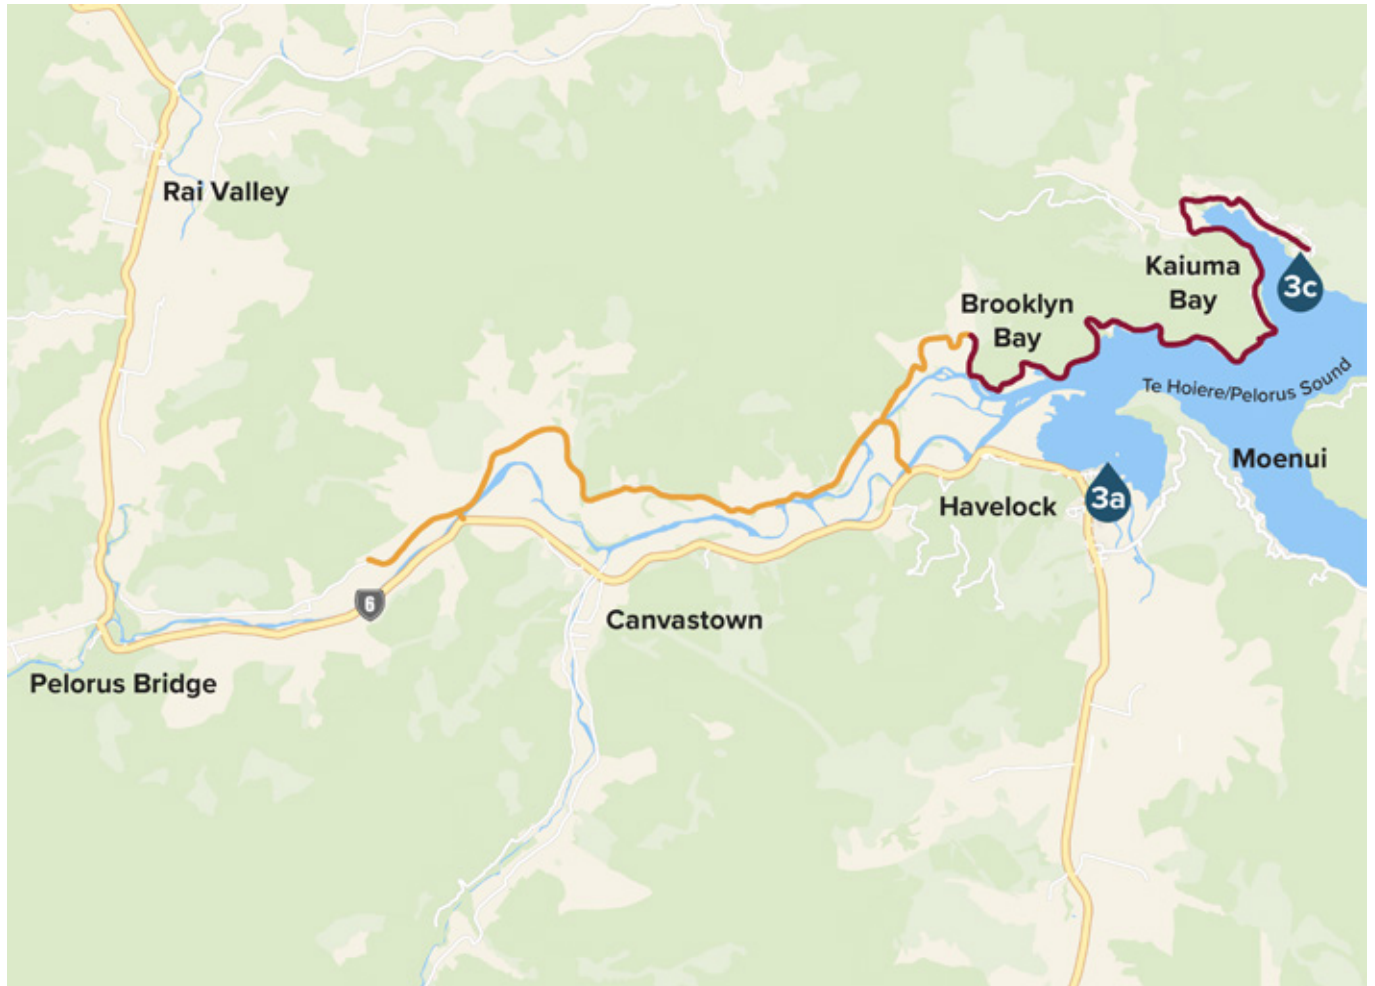 Rai Valley
Kaiuma
Bay
3c
Brooklyn
Bay
Te Hoiere/Pelorus Sound
Moenui
3a
Havelock
6
Canvastown
Pelorus Bridge